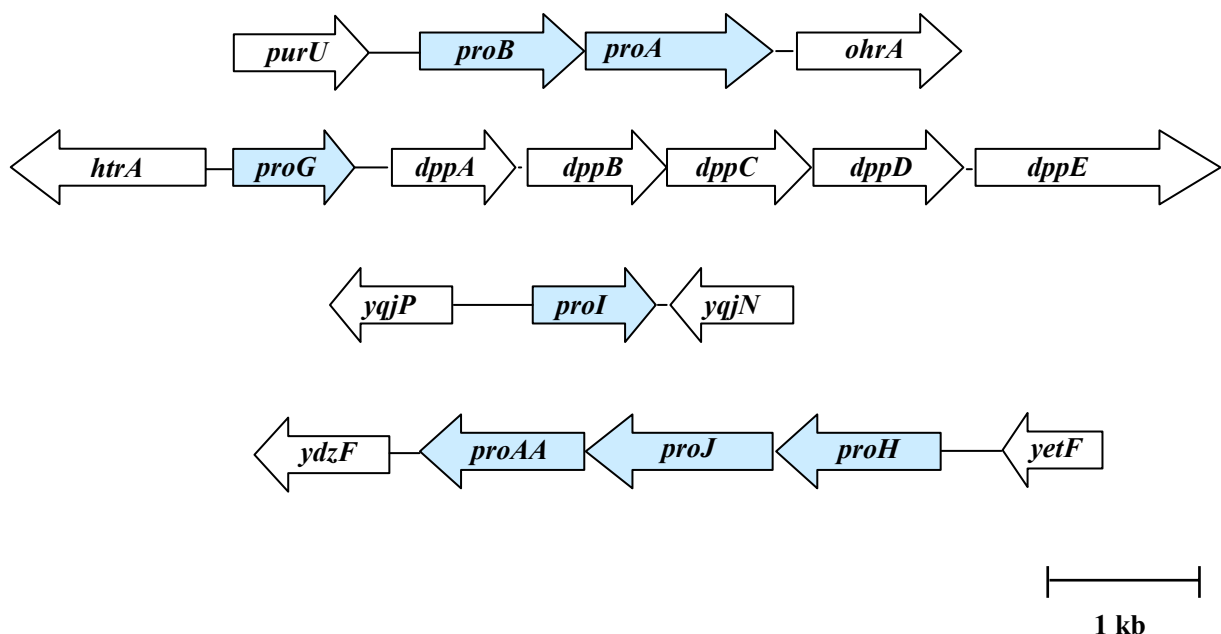 purU proB proA ohrA
htrA proG dppA dppB dppC dppD dppE
yqjP proI yqjN
ydzF proAA proJ proH yetF
1 kb